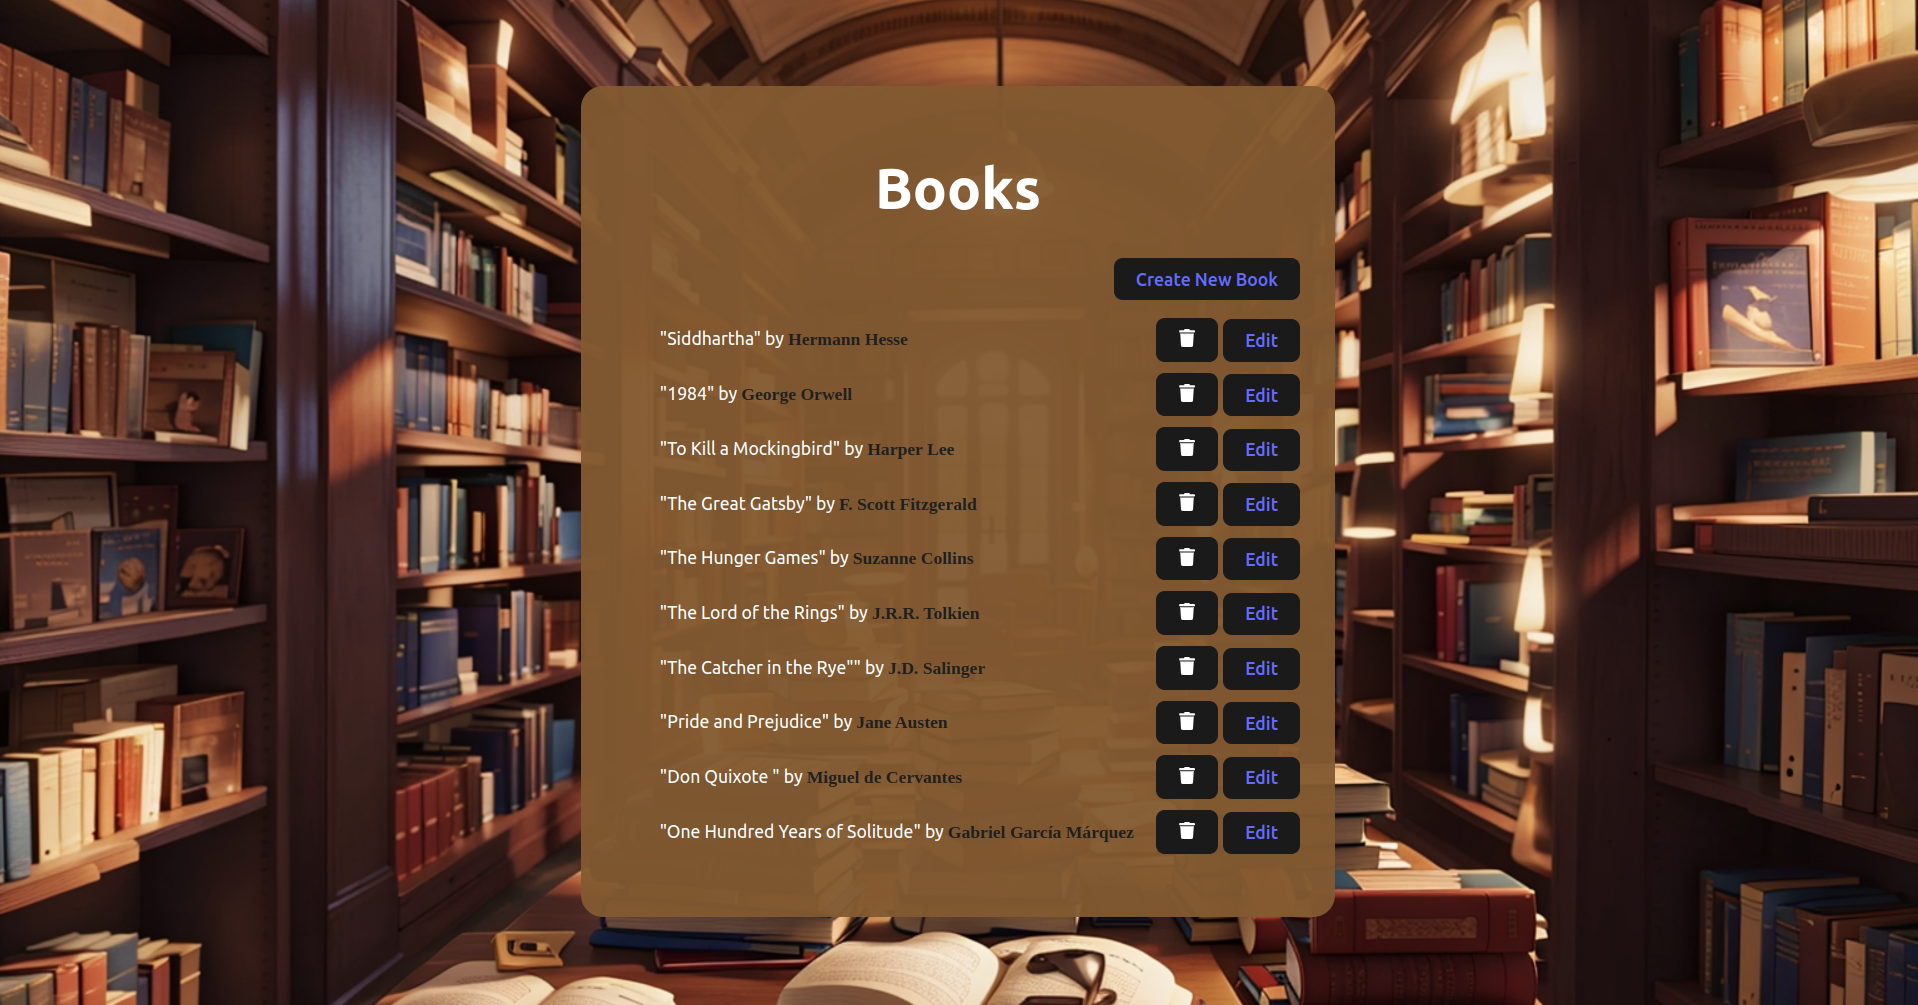 Books
Create New Book
"Siddhartha" by Hermann Hesse Edit
"1984" by George Orwell Edit
"To Kill a Mockingbird" by Harper Lee Edit
"The Great Gatsby" by F. Scott Fitzgerald Edit
"The Hunger Games" by Suzanne Collins Edit
"The Lord of the Rings" by J.R.R. Tolkien Edit
"The Catcher in the Rye"" by J.D. Salinger Edit
"Pride and Prejudice" by Jane Austen Edit
"Don Quixote " by Miguel de Cervantes Edit
"One Hundred Years of Solitude" by Gabriel García Márquez Edit